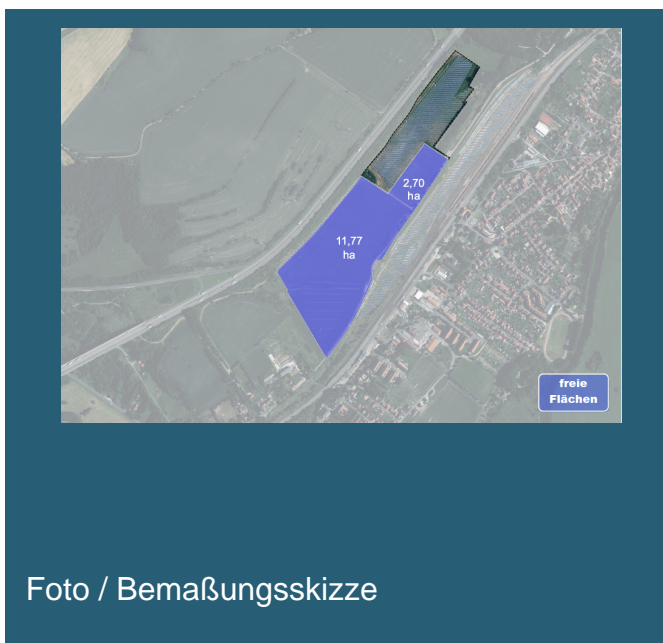 2,70
ha
11,77
ha
freie
Flächen
Foto / Bemaßungsskizze